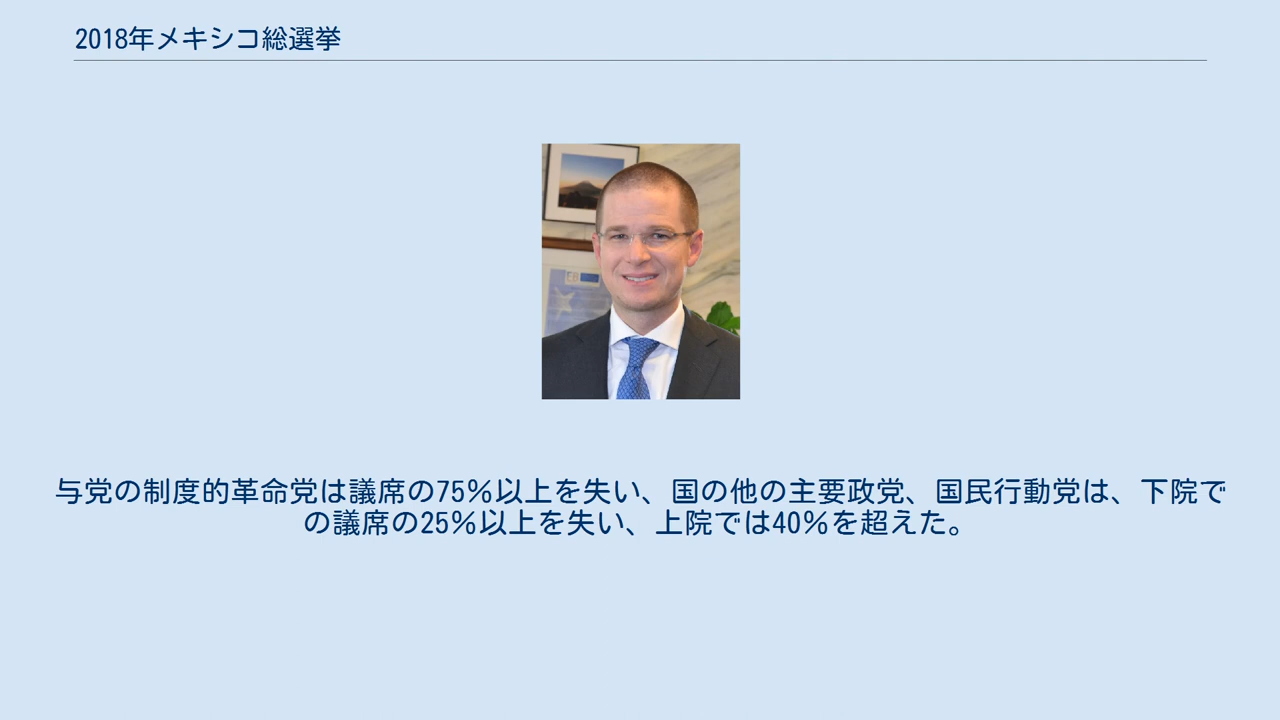 2018年メキシコ総選挙
与党の制度的革命党は議席の75%以上を失い、国の他の主要政党、国民行動党は、下院で
の議席の25%以上を失い、上院では40%を超えた。